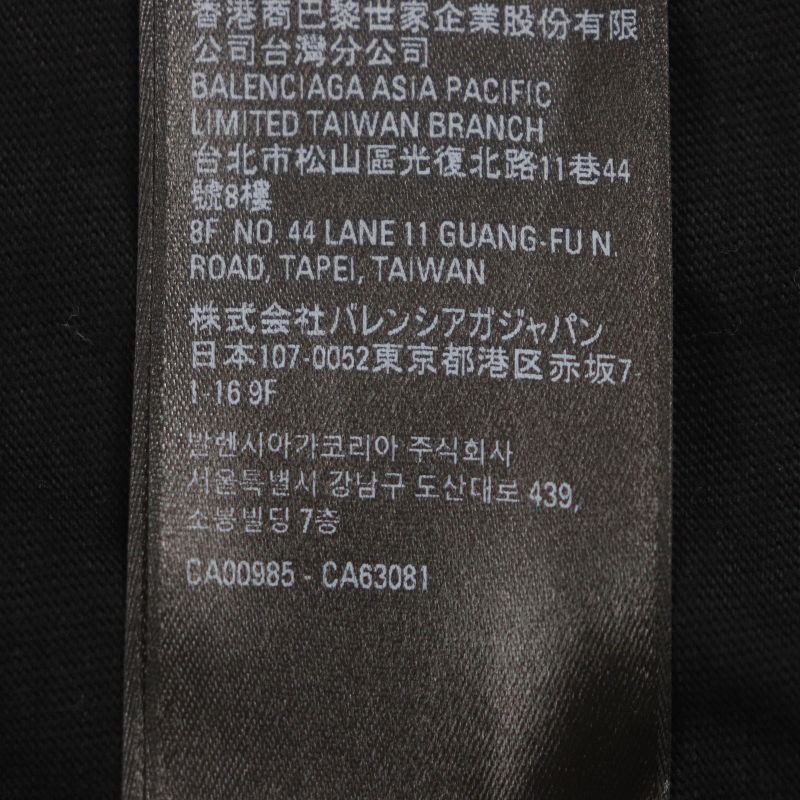 香港商巴黎世家企業股份有限
公司台灣分公司
BALENCIAGA ASIA PACIFIC
LIMITED TAIWAN BRANCH
台北市松山區光復北路11巷44
號8樓
8F NO. 44 LANE 11 GUANG-FU N.
ROAD, TAPEI, TAIWAN
株式会社バレンシアガジャパン
日本107-0052東京都港区赤坂7-
1-16 9F
발렌시아가코리아 주식회사
서울특별시 강남구 도산대로 439,
소봉빌딩 7층
CA00985 - CA63081